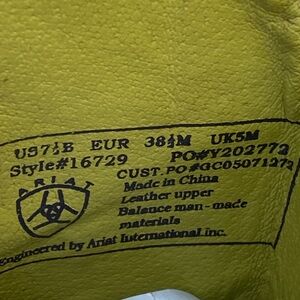 US7½B EUR 38½M UK5M
Style#16729 PO#Y202772
CUST.PO#GC05071272
ARIAT
Made in China
Leather upper
Balance man-made
materials
Engineered by Ariat International.Inc.